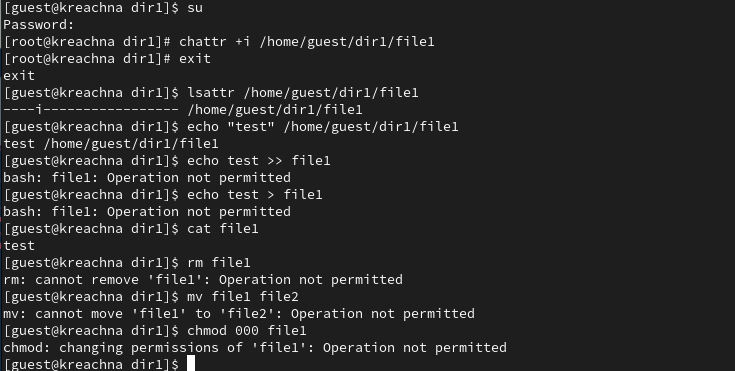 [guest@kreachna dir1]$ su
Password:
[root@kreachna dir1]# chattr +i /home/guest/dir1/file1
[root@kreachna dir1]# exit
exit
[guest@kreachna dir1]$ lsattr /home/guest/dir1/file1
----i----------------- /home/guest/dir1/file1
[guest@kreachna dir1]$ echo "test" /home/guest/dir1/file1
test /home/guest/dir1/file1
[guest@kreachna dir1]$ echo test >> file1
bash: file1: Operation not permitted
[guest@kreachna dir1]$ echo test > file1
bash: file1: Operation not permitted
[guest@kreachna dir1]$ cat file1
test
[guest@kreachna dir1]$ rm file1
rm: cannot remove 'file1': Operation not permitted
[guest@kreachna dir1]$ mv file1 file2
mv: cannot move 'file1' to 'file2': Operation not permitted
[guest@kreachna dir1]$ chmod 000 file1
chmod: changing permissions of 'file1': Operation not permitted
[guest@kreachna dir1]$